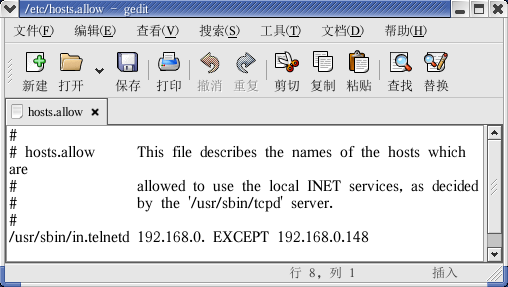 /etc/hosts.allow - gedit
文件(F) 编辑(E) 查看(V) 搜索(S) 工具(T) 文档(D) 帮助(H)
新建 打开 保存 打印 撤消 重复 剪切 复制 粘贴 查找 替换
hosts.allow
#
# hosts.allow This file describes the names of the hosts which
are
# allowed to use the local INET services, as decided
# by the '/usr/sbin/tcpd' server.
#
/usr/sbin/in.telnetd 192.168.0. EXCEPT 192.168.0.148
行 8，列 1 插入